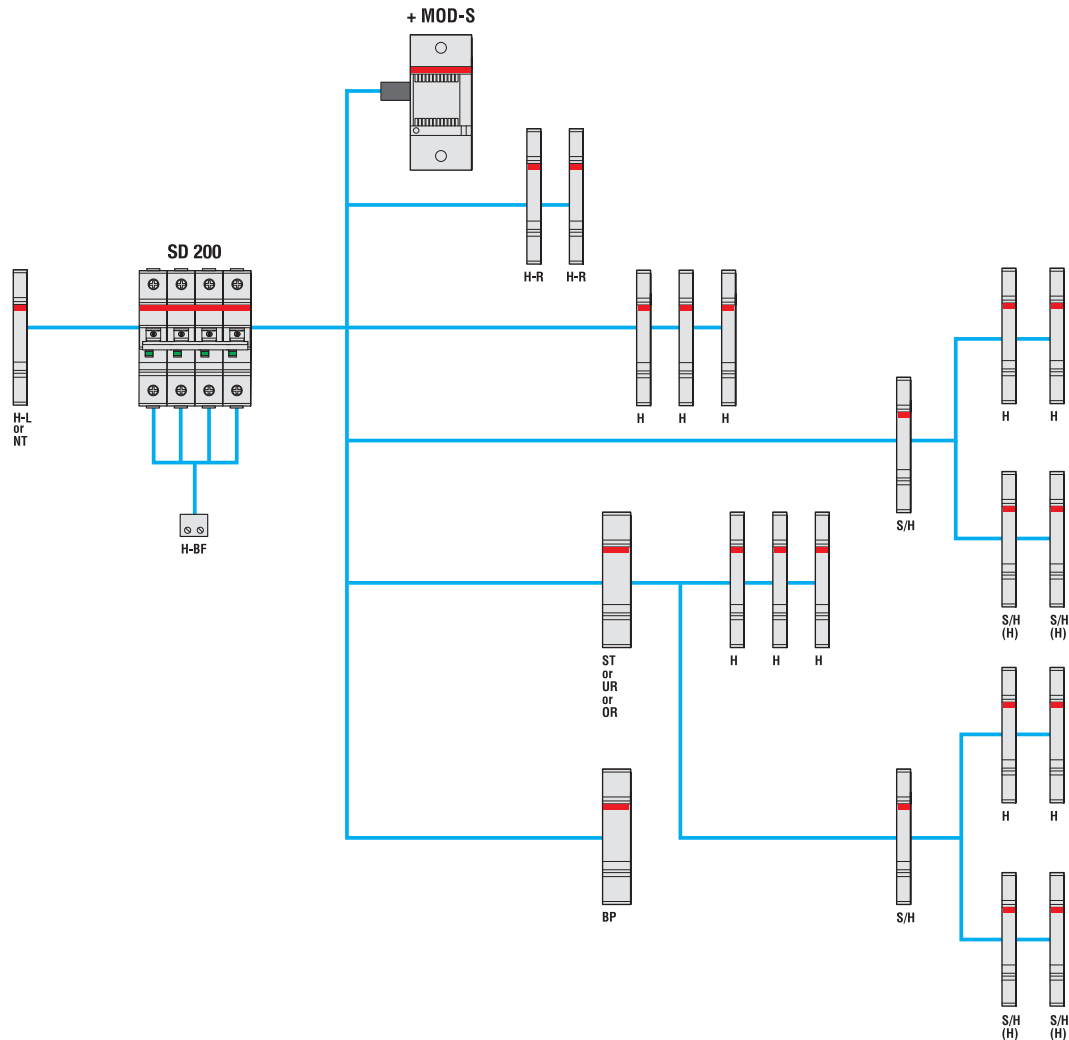 + MOD-S
H-R H-R
SD 200
H-L
or
NT
H H H
H H
S/H
H-BF
S/H
(H)
S/H
(H)
ST
or
UR
or
OR
H H H
H H
BP
S/H
S/H
(H)
S/H
(H)